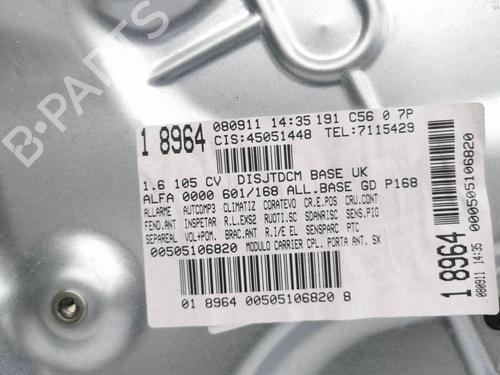 B-PARTS
1 8964
080911 14:35 191 C56 0 7P
CIS:45051448 TEL:7115429
1.6 105 CV DISJTDCM BASE UK
ALFA 0000 601/168 ALL.BASE GD P168
ALLARME AUTCOMP3 CLIMATIZ CORATEVO CR.E.POS CRU.CONT
FEND.ANT INSPETAR R.L.EXS2 RUOTI.SC SDANRISC SENS.PIO
SEPAREAL VOL+POM. BRAC.ANT R.I/E EL SENSPARC PTC
00505106820 MODULO CARRIER CPL. PORTA ANT. SX
01 8964 00505106820 8
1 8964
080911 14:35
000505106820